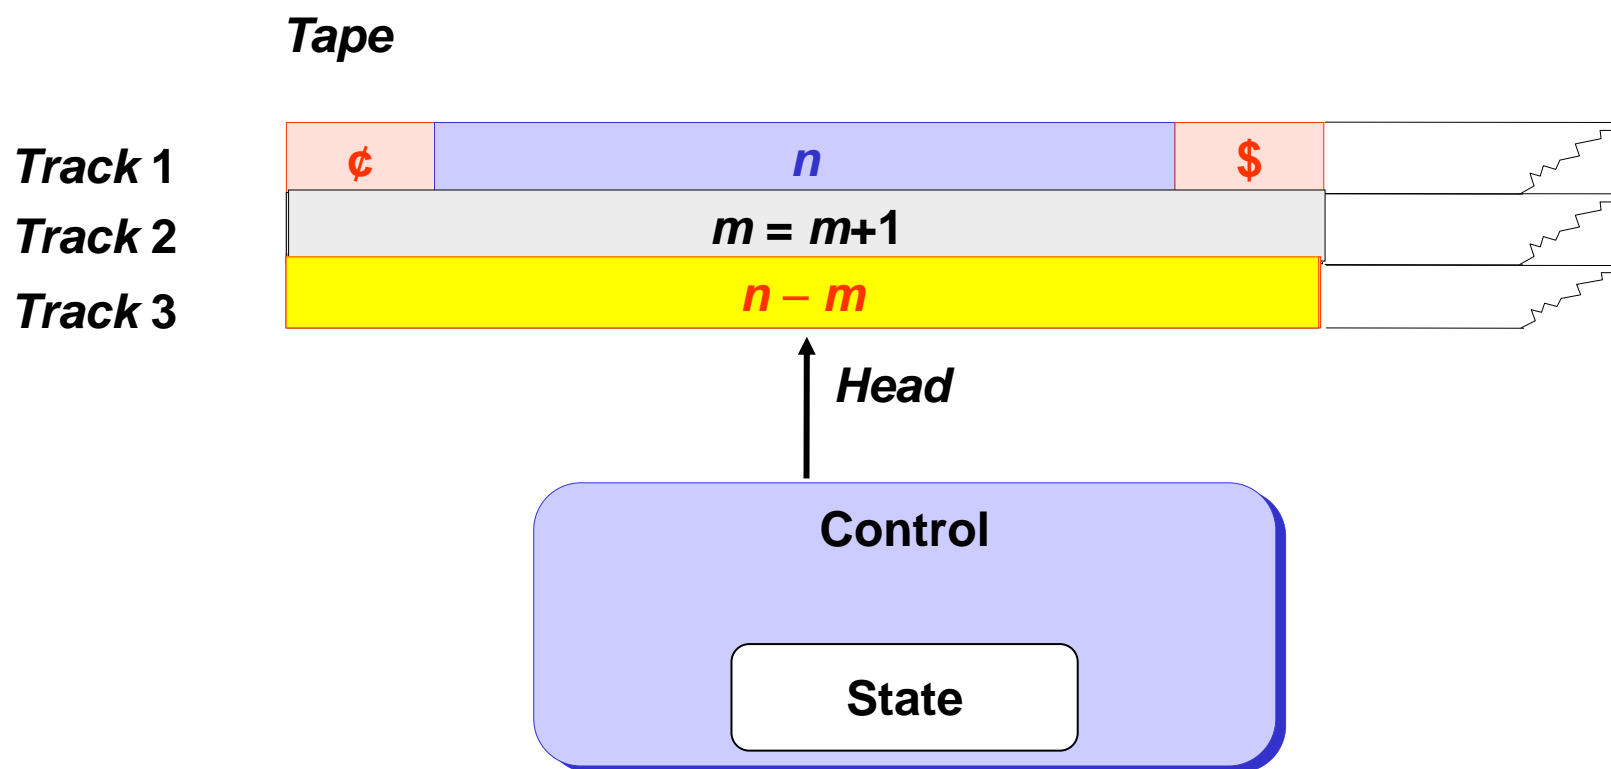 Tape
Track 1 ¢ n $
Track 2 m = m+1
Track 3 n – m
Head
Control
State